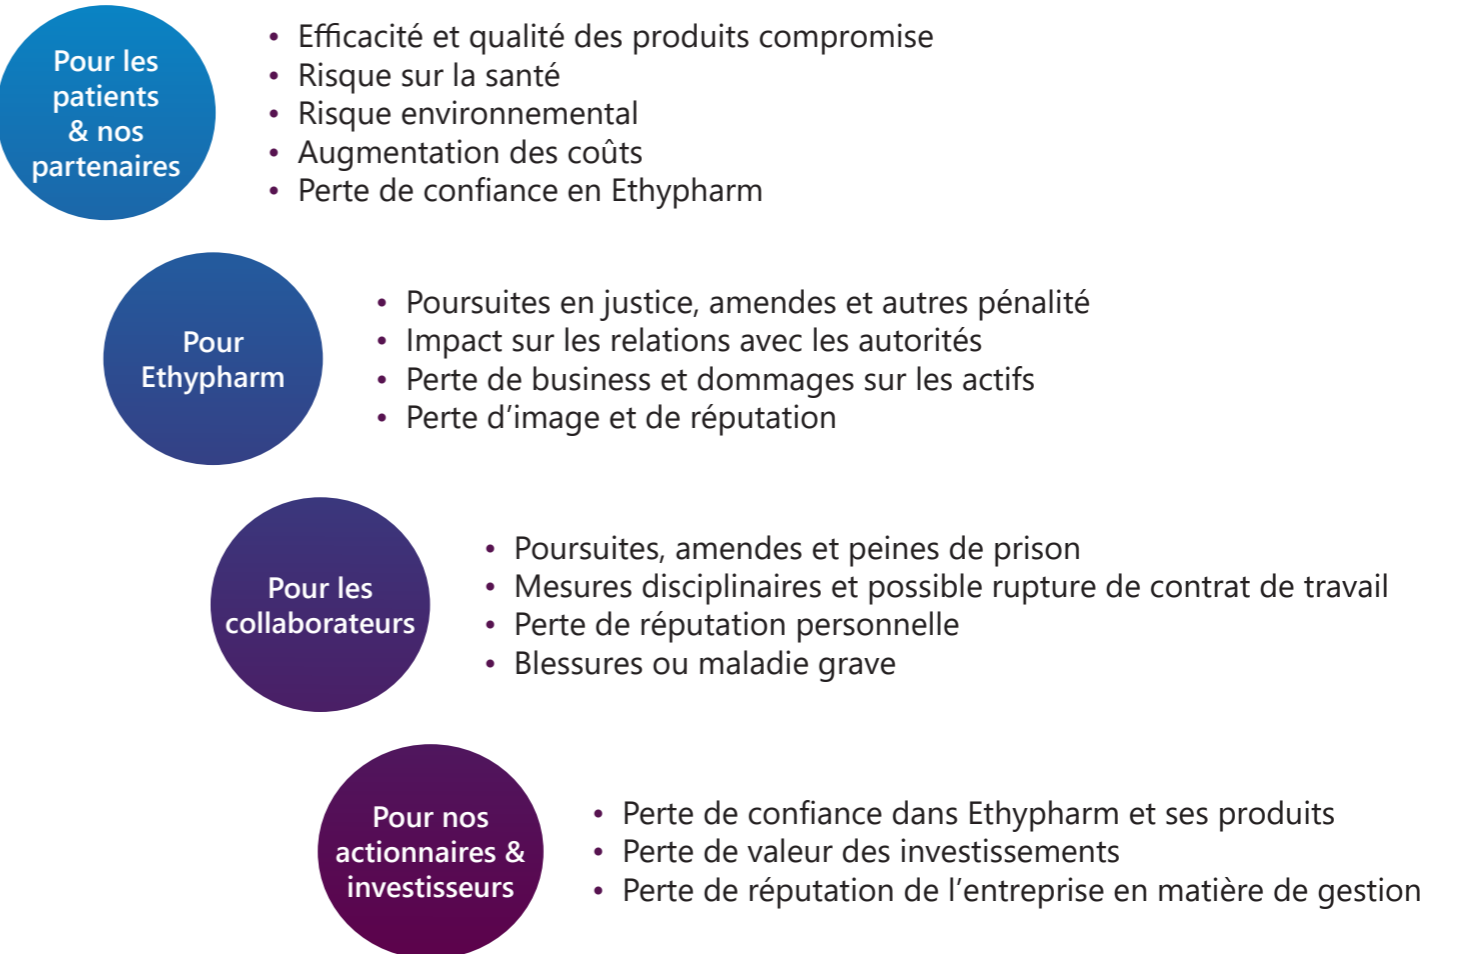 Pour les
patients
& nos
partenaires
• Efficacité et qualité des produits compromise
• Risque sur la santé
• Risque environnemental
• Augmentation des coûts
• Perte de confiance en Ethypharm
Pour
Ethypharm
• Poursuites en justice, amendes et autres pénalité
• Impact sur les relations avec les autorités
• Perte de business et dommages sur les actifs
• Perte d’image et de réputation
Pour les
collaborateurs
• Poursuites, amendes et peines de prison
• Mesures disciplinaires et possible rupture de contrat de travail
• Perte de réputation personnelle
• Blessures ou maladie grave
Pour nos
actionnaires &
investisseurs
• Perte de confiance dans Ethypharm et ses produits
• Perte de valeur des investissements
• Perte de réputation de l’entreprise en matière de gestion